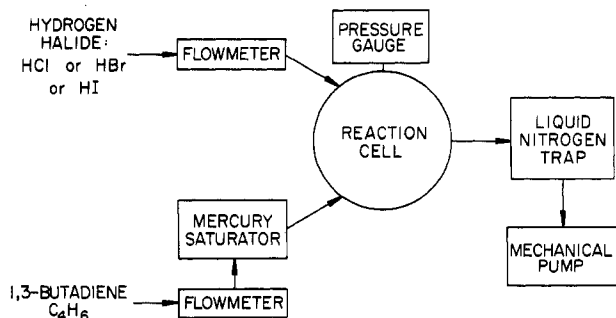 HYDROGEN
HALIDE:
HCl or HBr
or HI
FLOWMETER
PRESSURE
GAUGE
REACTION
CELL
LIQUID
NITROGEN
TRAP
MERCURY
SATURATOR
MECHANICAL
PUMP
1,3-BUTADIENE
C4H6
FLOWMETER